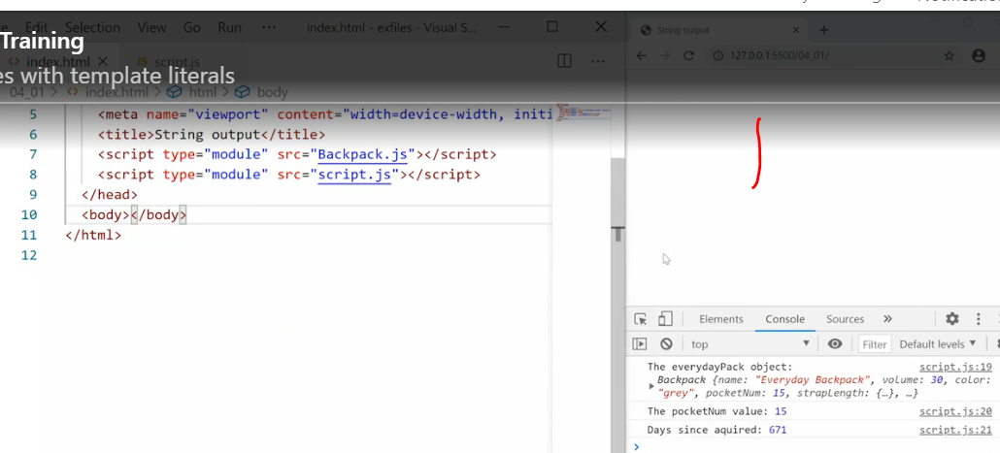 Edit Selection View Go Run ··· index.html - exfiles - Visual S...
Training
String output
index.html JS script.js
127.0.0.1:5500/04_01/
es with template literals
04_01 > <> index.html > html > body
5 <meta name="viewport" content="width=device-width, initi
6 <title>String output</title>
7 <script type="module" src="Backpack.js"></script>
8 <script type="module" src="script.js"></script>
9 </head>
10 <body></body>
11 </html>
12
Elements Console Sources »
top Filter Default levels ▼
The everydayPack object: script.js:19
Backpack {name: "Everyday Backpack", volume: 30, color:
"grey", pocketNum: 15, strapLength: {…}, …}
The pocketNum value: 15 script.js:20
Days since aquired: 671 script.js:21
>